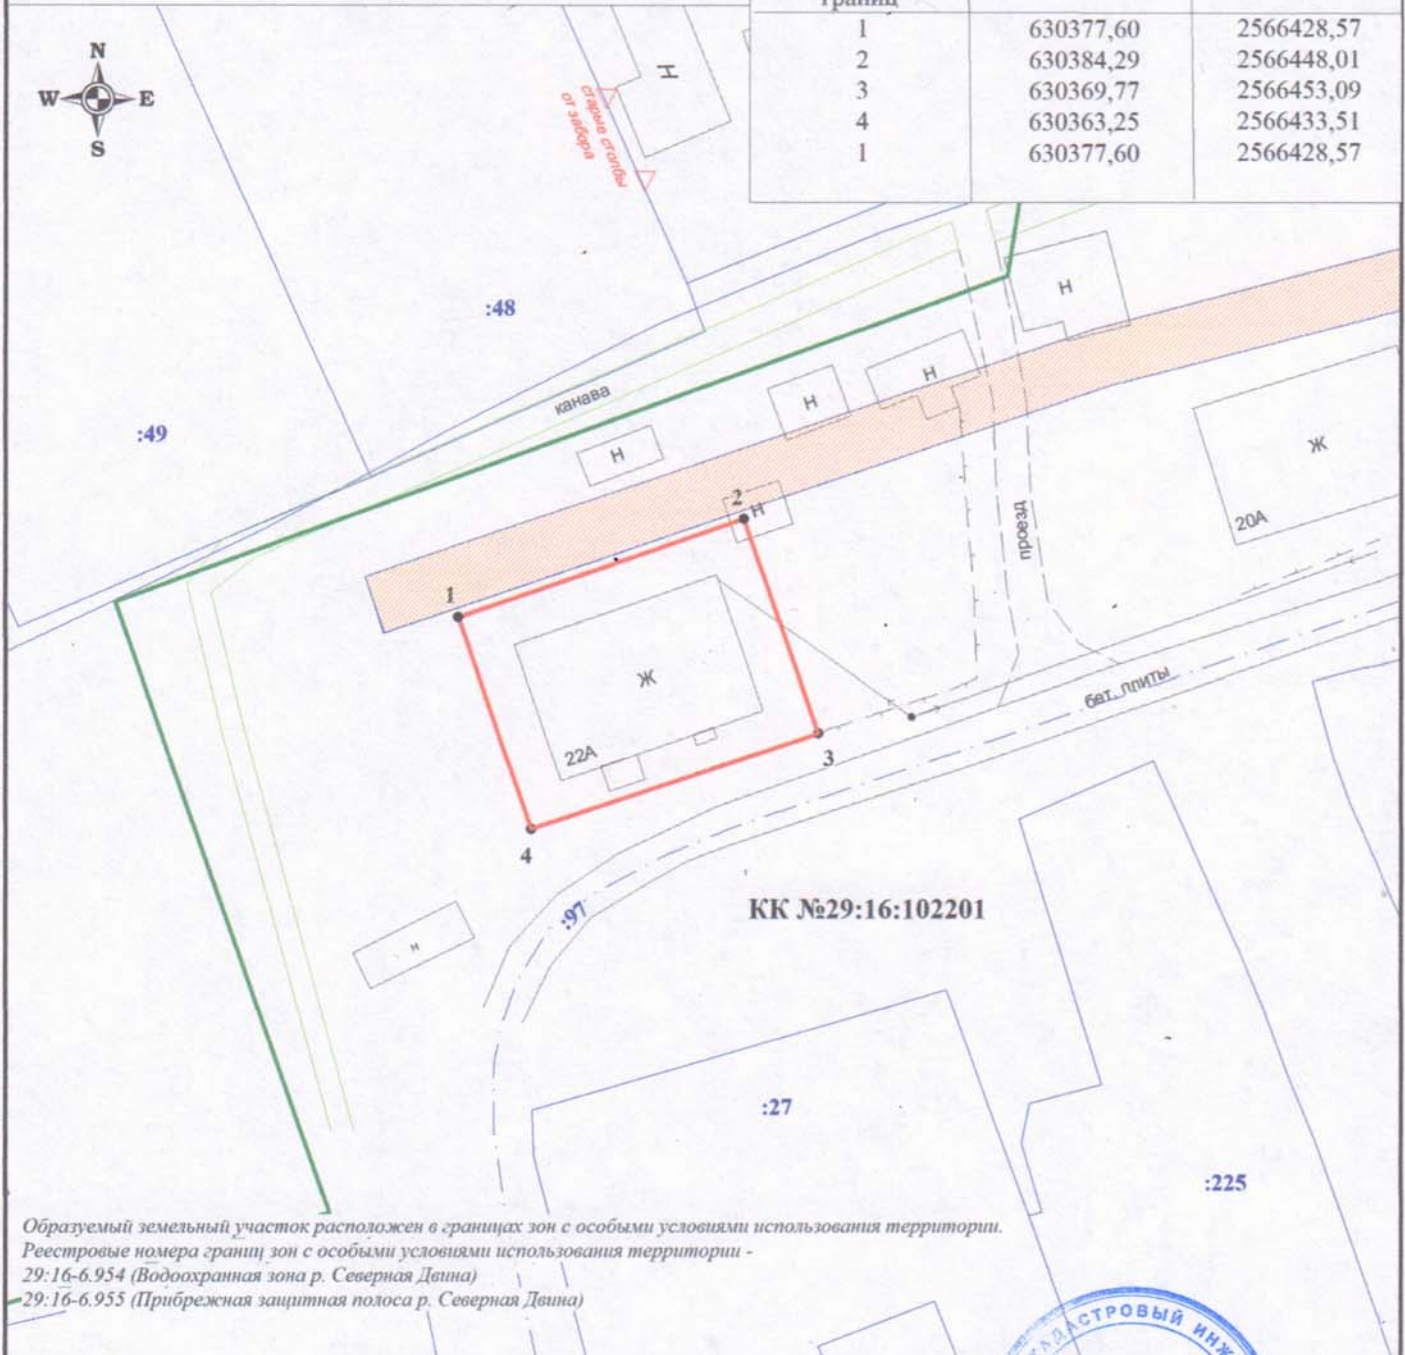 границ
1 630377,60 2566428,57
2 630384,29 2566448,01
3 630369,77 2566453,09
4 630363,25 2566433,51
1 630377,60 2566428,57
N
W E
S
Н
старые столбы
от забора
:48
Н
канава
Н
Н
:49
Н
Ж
2
Н
20А
проезд
1
Ж
бет. плиты
22А
3
4
КК №29:16:102201
:97
н
:27
:225
Образуемый земельный участок расположен в границах зон с особыми условиями использования территории.
Реестровые номера границ зон с особыми условиями использования территории -
29:16-6.954 (Водоохранная зона р. Северная Двина)
29:16-6.955 (Прибрежная защитная полоса р. Северная Двина)
КАДАСТРОВЫЙ ИНЖ